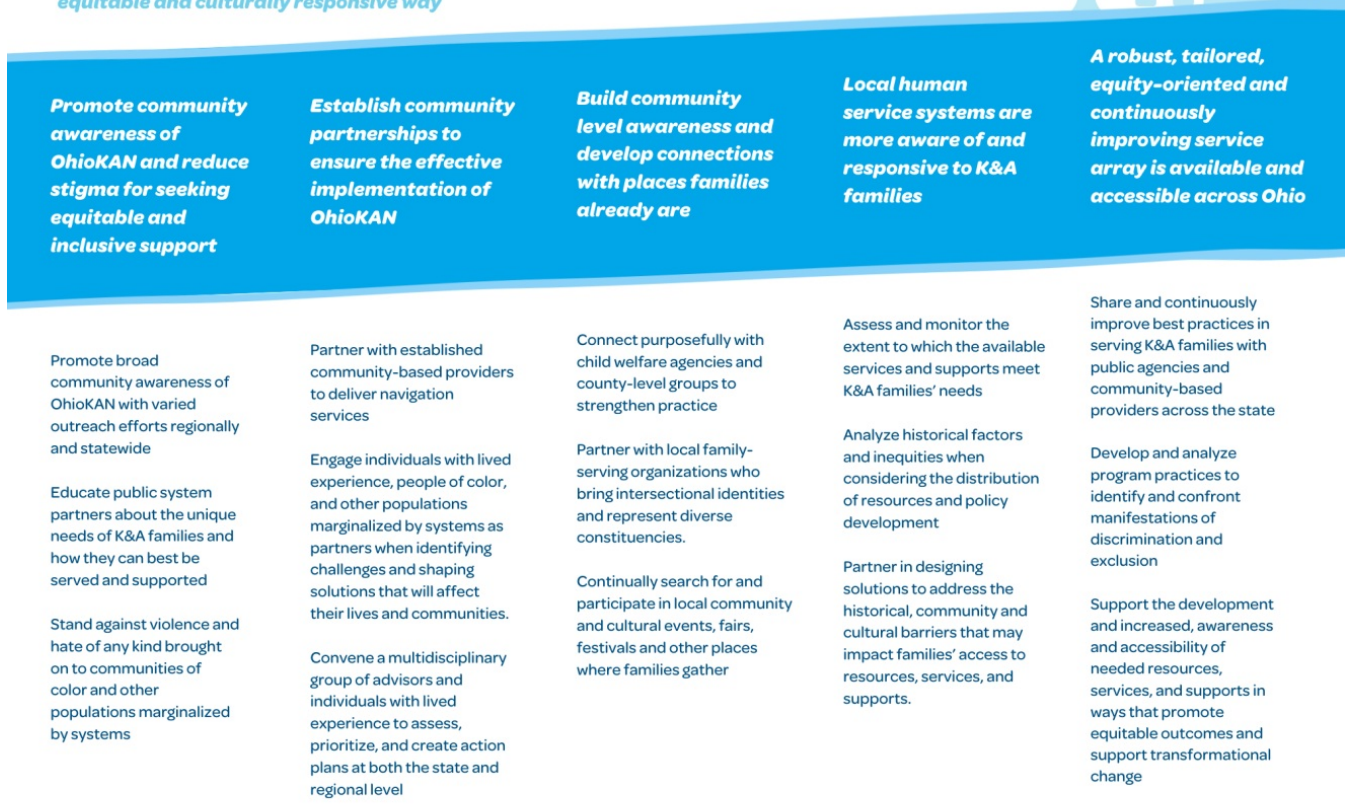 equitable and culturally responsive way
Promote community
awareness of
OhioKAN and reduce
stigma for seeking
equitable and
inclusive support
Establish community
partnerships to
ensure the effective
implementation of
OhioKAN
Build community
level awareness and
develop connections
with places families
already are
Local human
service systems are
more aware of and
responsive to K&A
families
A robust, tailored,
equity-oriented and
continuously
improving service
array is available and
accessible across Ohio
Promote broad
community awareness of
OhioKAN with varied
outreach efforts regionally
and statewide
Educate public system
partners about the unique
needs of K&A families and
how they can best be
served and supported
Stand against violence and
hate of any kind brought
on to communities of
color and other
populations marginalized
by systems
Partner with established
community-based providers
to deliver navigation
services
Engage individuals with lived
experience, people of color,
and other populations
marginalized by systems as
partners when identifying
challenges and shaping
solutions that will affect
their lives and communities.
Convene a multidisciplinary
group of advisors and
individuals with lived
experience to assess,
prioritize, and create action
plans at both the state and
regional level
Connect purposefully with
child welfare agencies and
county-level groups to
strengthen practice
Partner with local family-
serving organizations who
bring intersectional identities
and represent diverse
constituencies.
Continually search for and
participate in local community
and cultural events, fairs,
festivals and other places
where families gather
Assess and monitor the
extent to which the available
services and supports meet
K&A families' needs
Analyze historical factors
and inequities when
considering the distribution
of resources and policy
development
Partner in designing
solutions to address the
historical, community and
cultural barriers that may
impact families' access to
resources, services, and
supports.
Share and continuously
improve best practices in
serving K&A families with
public agencies and
community-based
providers across the state
Develop and analyze
program practices to
identify and confront
manifestations of
discrimination and
exclusion
Support the development
and increased, awareness
and accessibility of
needed resources,
services, and supports in
ways that promote
equitable outcomes and
support transformational
change